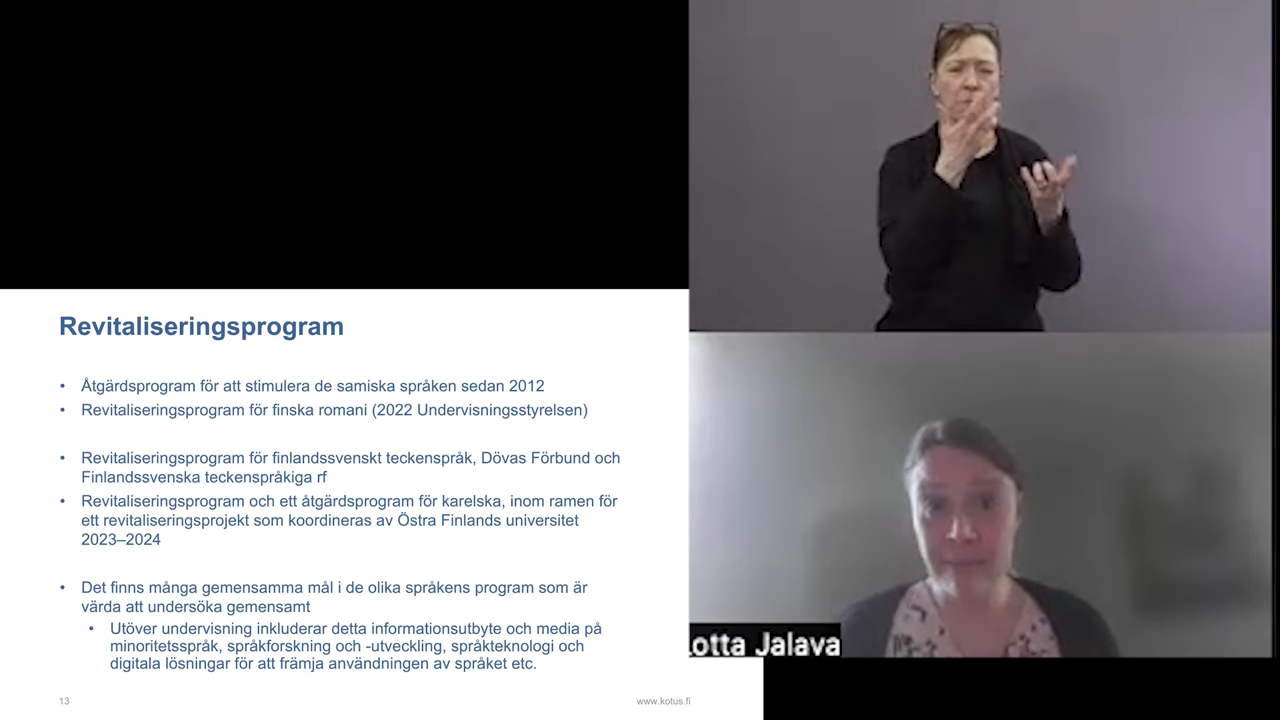 Revitaliseringsprogram
• Åtgärdsprogram för att stimulera de samiska språken sedan 2012
• Revitaliseringsprogram för finska romani (2022 Undervisningsstyrelsen)
• Revitaliseringsprogram för finlandssvenskt teckenspråk, Dövas Förbund och
Finlandssvenska teckenspråkiga rf
• Revitaliseringsprogram och ett åtgärdsprogram för karelska, inom ramen för
ett revitaliseringsprojekt som koordineras av Östra Finlands universitet
2023–2024
• Det finns många gemensamma mål i de olika språkens program som är
värda att undersöka gemensamt
• Utöver undervisning inkluderar detta informationsutbyte och media på
minoritetsspråk, språkforskning och -utveckling, språkteknologi och
digitala lösningar för att främja användningen av språket etc.
13
www.kotus.fi
Lotta Jalava